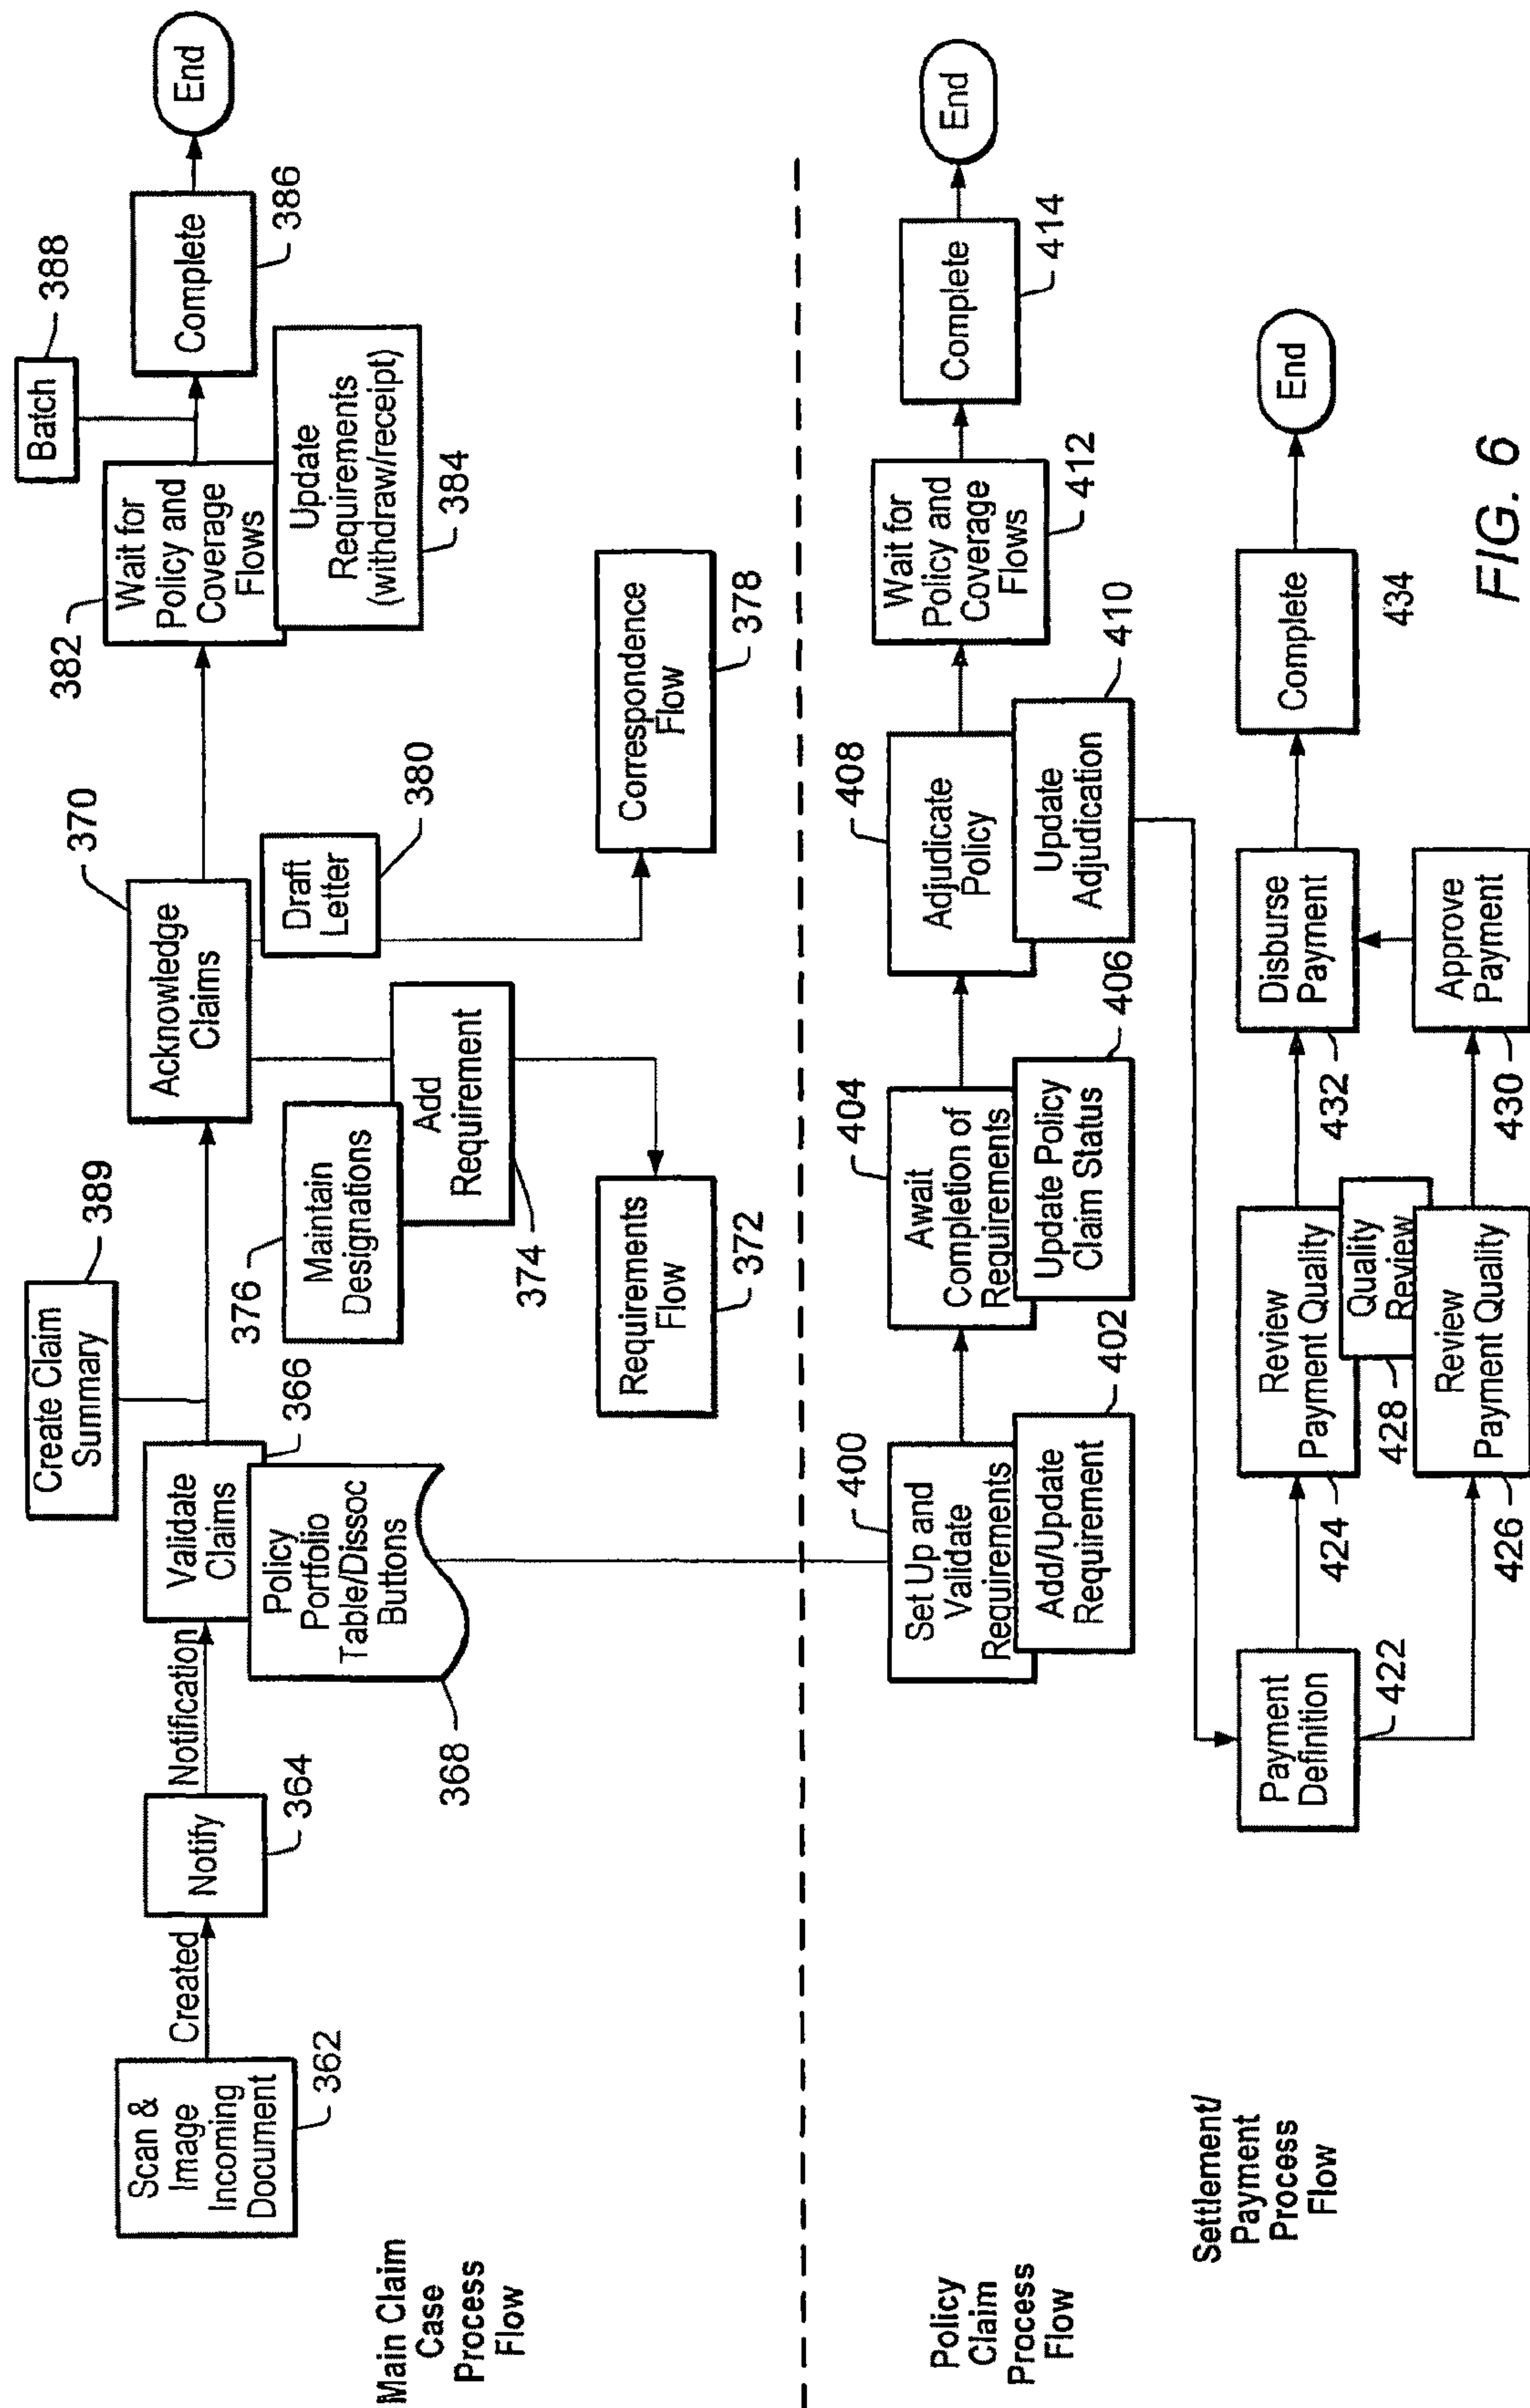 Main Claim
Case
Process
Flow
Scan &
Image
Incoming
Document
362
Created
Notify
364
Notification
Validate
Claims
366
Policy
Portfolio
Table/Dissoc
Buttons
368
Create Claim
Summary
389
Acknowledge
Claims
370
Maintain
Designations
376
Add
Requirement
374
Requirements
Flow
372
Draft
Letter
380
Correspondence
Flow
378
Wait for
Policy and
Coverage
Flows
382
Update
Requirements
(withdraw/receipt)
384
Batch
388
Complete
386
End
Policy
Claim
Process
Flow
Set Up and
Validate
Requirements
400
Add/Update
Requirement
402
Await
Completion of
Requirements
404
Update Policy
Claim Status
406
Adjudicate
Policy
408
Update
Adjudication
410
Wait for
Policy and
Coverage
Flows
412
Complete
414
End
Settlement/
Payment
Process
Flow
Payment
Definition
422
Review
Payment Quality
424
Quality
Review
428
Review
Payment Quality
426
Disburse
Payment
432
Approve
Payment
430
Complete
434
End
FIG. 6